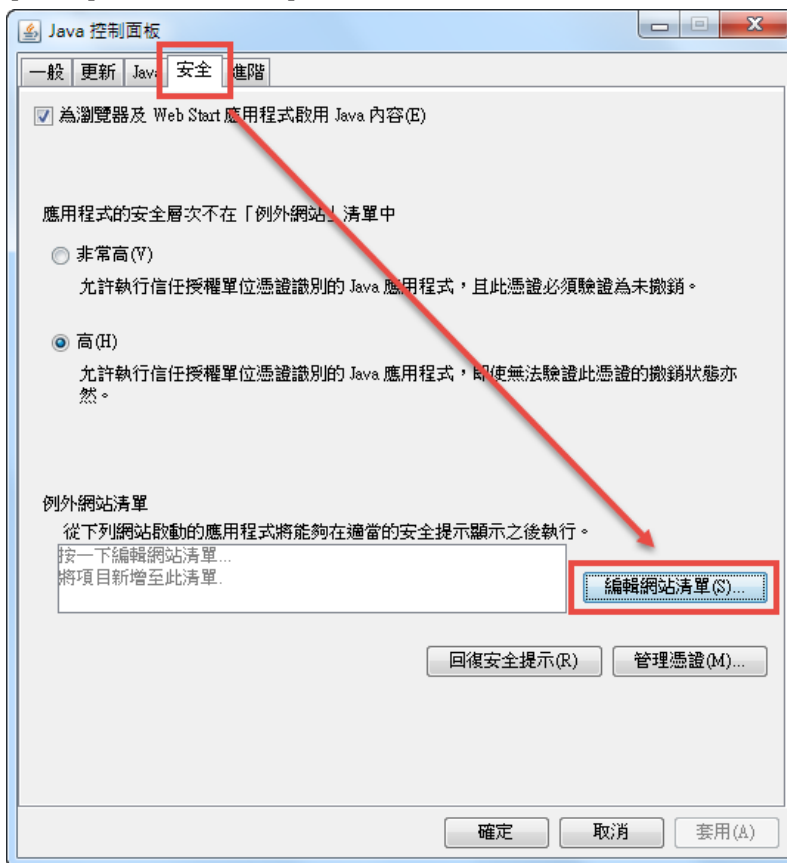 Java 控制面板
一般 更新 Java 安全 進階
為瀏覽器及 Web Start 應用程式啟用 Java 內容(E)
應用程式的安全層次不在「例外網站」清單中
非常高(V)
允許執行信任授權單位憑證識別的 Java 應用程式，且此憑證必須驗證為未撤銷。
高(H)
允許執行信任授權單位憑證識別的 Java 應用程式，即使無法驗證此憑證的撤銷狀態亦
然。
例外網站清單
從下列網站啟動的應用程式將能夠在適當的安全提示顯示之後執行。
按一下編輯網站清單...
將項目新增至此清單.
編輯網站清單(S)...
回復安全提示(R) 管理憑證(M)...
確定 取消 套用(A)